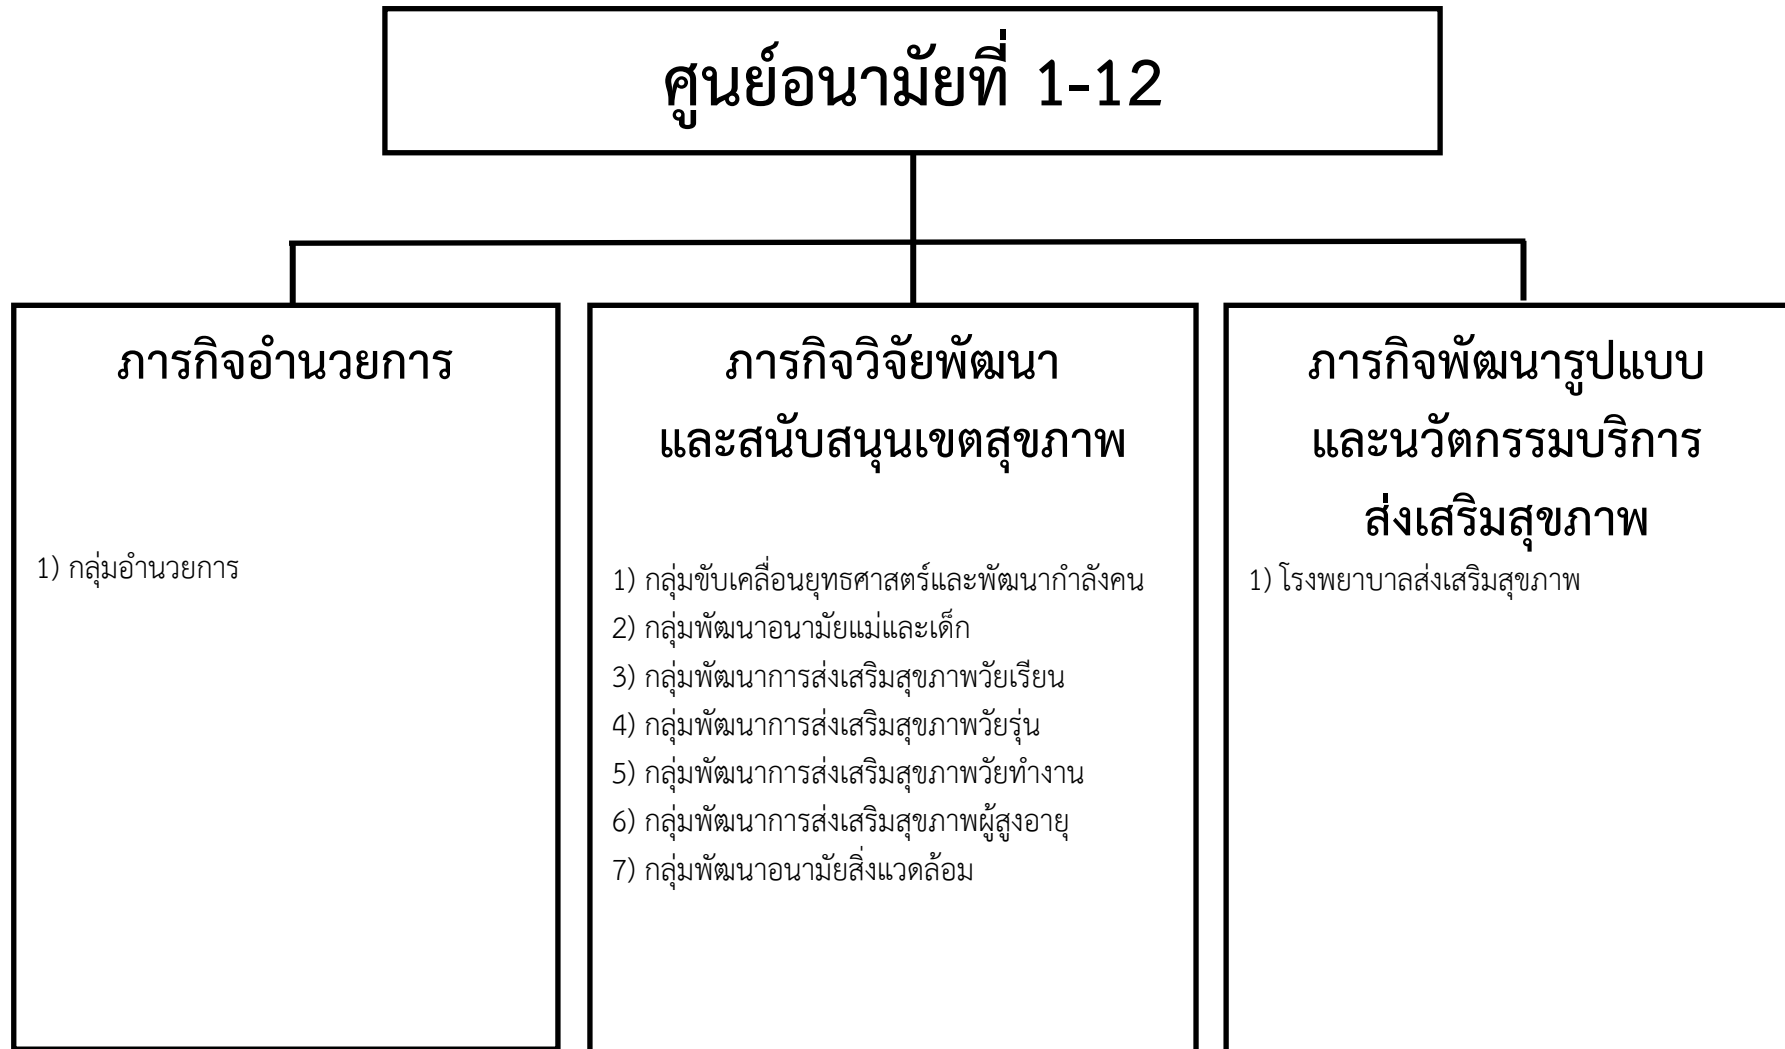 ศูนย์อนามัยที่ 1-12
ภารกิจอำนวยการ
1) กลุ่มอำนวยการ
ภารกิจวิจัยพัฒนา
และสนับสนุนเขตสุขภาพ
1) กลุ่มขับเคลื่อนยุทธศาสตร์และพัฒนากำลังคน
2) กลุ่มพัฒนาอนามัยแม่และเด็ก
3) กลุ่มพัฒนาการส่งเสริมสุขภาพวัยเรียน
4) กลุ่มพัฒนาการส่งเสริมสุขภาพวัยรุ่น
5) กลุ่มพัฒนาการส่งเสริมสุขภาพวัยทำงาน
6) กลุ่มพัฒนาการส่งเสริมสุขภาพผู้สูงอายุ
7) กลุ่มพัฒนาอนามัยสิ่งแวดล้อม
ภารกิจพัฒนารูปแบบ
และนวัตกรรมบริการ
ส่งเสริมสุขภาพ
1) โรงพยาบาลส่งเสริมสุขภาพ